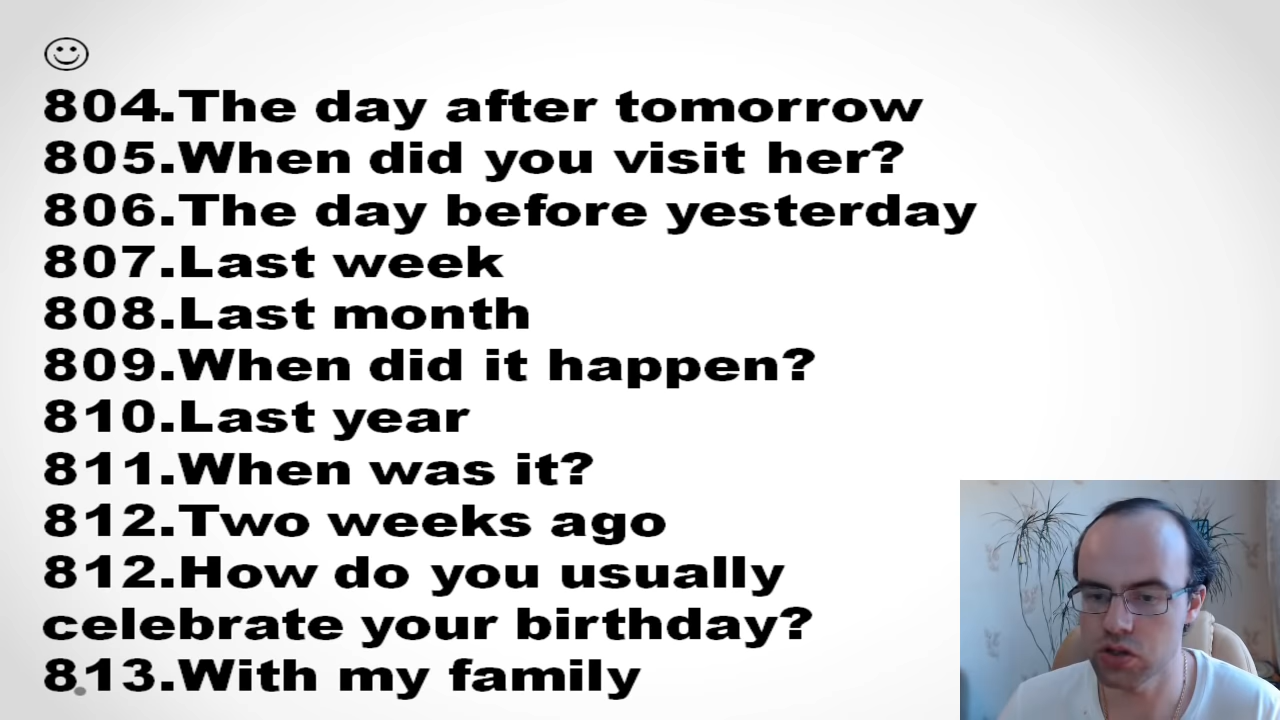 804.The day after tomorrow
805.When did you visit her?
806.The day before yesterday
807.Last week
808.Last month
809.When did it happen?
810.Last year
811.When was it?
812.Two weeks ago
812.How do you usually
celebrate your birthday?
813.With my family